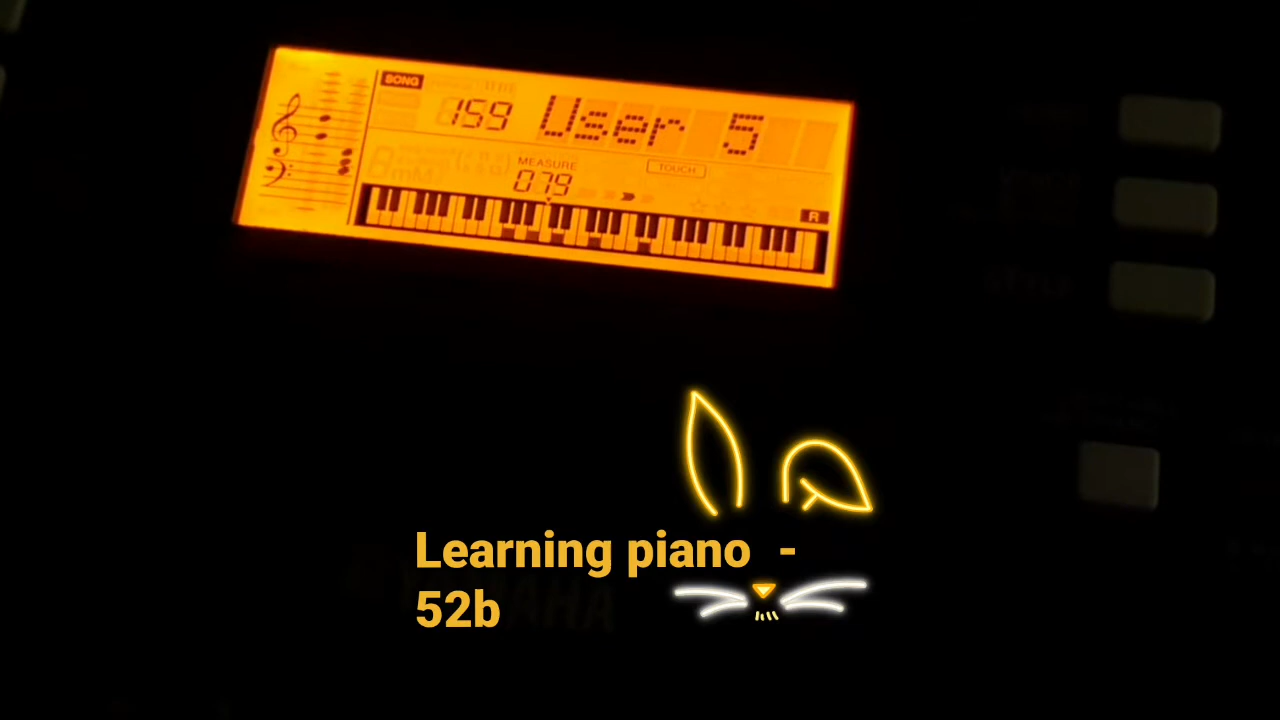 SONG
159 User 5
MEASURE
TOUCH
079
R
Learning piano -
52b